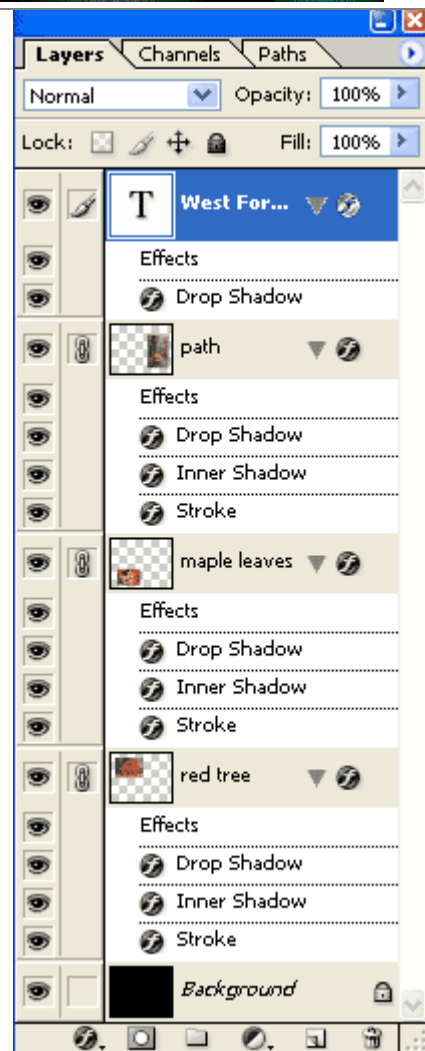 Layers Channels Paths
Normal Opacity: 100%
Lock: Fill: 100%
T West For...
Effects
Drop Shadow
path
Effects
Drop Shadow
Inner Shadow
Stroke
maple leaves
Effects
Drop Shadow
Inner Shadow
Stroke
red tree
Effects
Drop Shadow
Inner Shadow
Stroke
Background